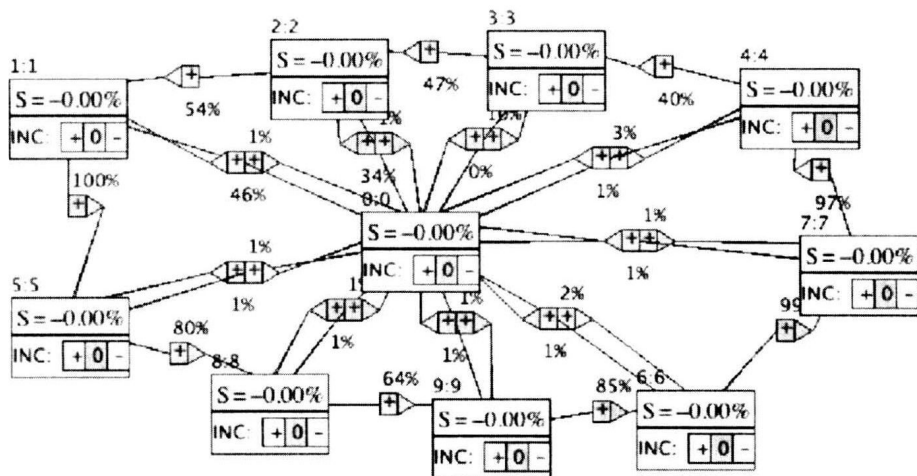 3:3
2:2
S = −0.00%
4:4
1:1
S = −0.00%
INC: + 0 −
47%
40%
S = −0.00%
S = −0.00%
54%
INC: + 0 −
INC: + 0 −
INC: + 0 −
1%
10%
3%
1%
++
++
++
++
100%
46%
34%
0%
1%
97%
0:0
7:7
S = −0.00%
1%
1%
S = −0.00%
++
++
INC: + 0 −
INC: + 0 −
5:5
1%
1%
1%
2%
99
S = −0.00%
80%
++
++
++
INC: + 0 −
8:8
1%
1%
1%
6:6
S = −0.00%
64%
9:9
85%
S = −0.00%
INC: + 0 −
S = −0.00%
INC: + 0 −
INC: + 0 −